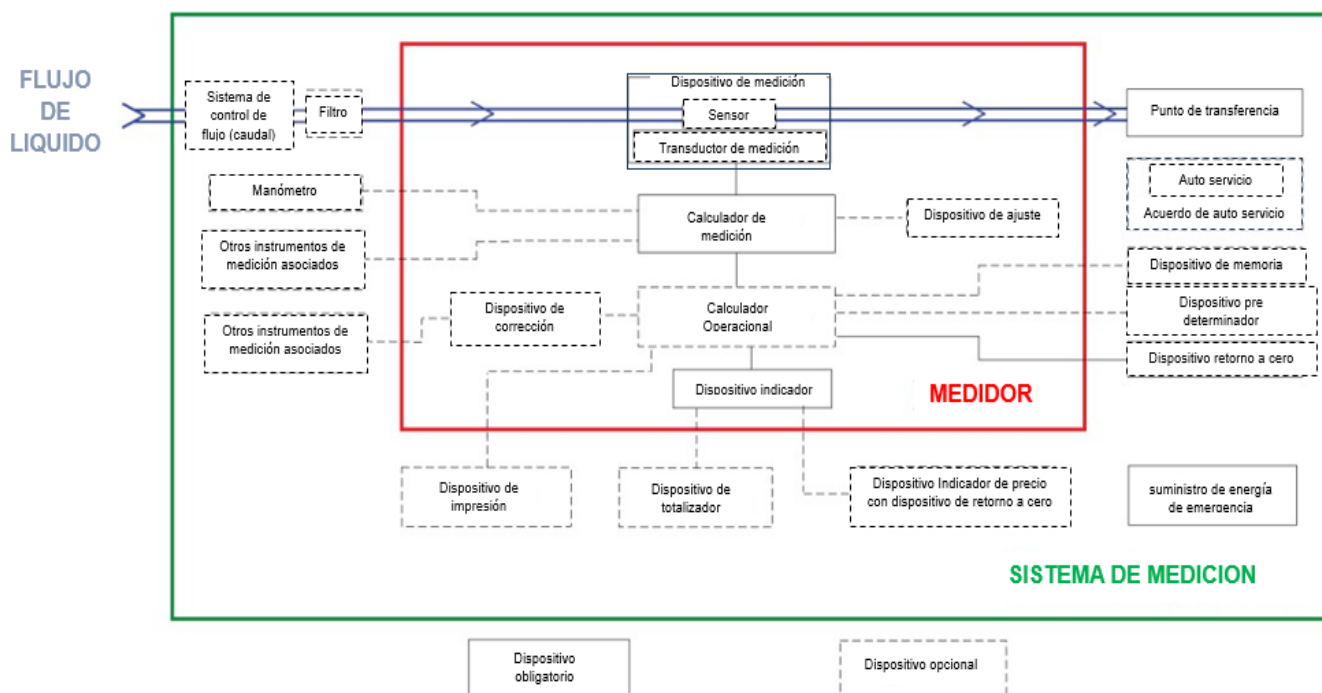 FLUJO
DE
LIQUIDO
Sistema de
control de
flujo (caudal)
Filtro
Dispositivo de medición
Sensor
Transductor de medición
Punto de transferencia
Manómetro
Calculador de
medición
Dispositivo de ajuste
Auto servicio
Acuerdo de auto servicio
Otros instrumentos de
medición asociados
Dispositivo de memoria
Otros instrumentos de
medición asociados
Dispositivo de
corrección
Calculador
Operacional
Dispositivo pre
determinador
Dispositivo retorno a cero
Dispositivo indicador
MEDIDOR
Dispositivo de
impresión
Dispositivo de
totalizador
Dispositivo Indicador de precio
con dispositivo de retorno a cero
suministro de energía
de emergencia
SISTEMA DE MEDICION
Dispositivo
obligatorio
Dispositivo opcional